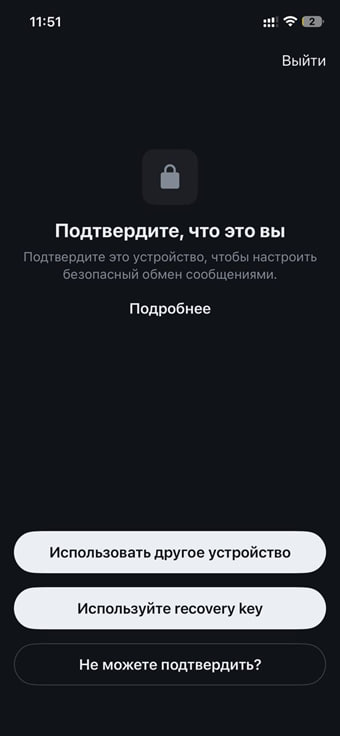 11:51
2
Выйти
Подтвердите, что это вы
Подтвердите это устройство, чтобы настроить
безопасный обмен сообщениями.
Подробнее
Использовать другое устройство
Используйте recovery key
Не можете подтвердить?